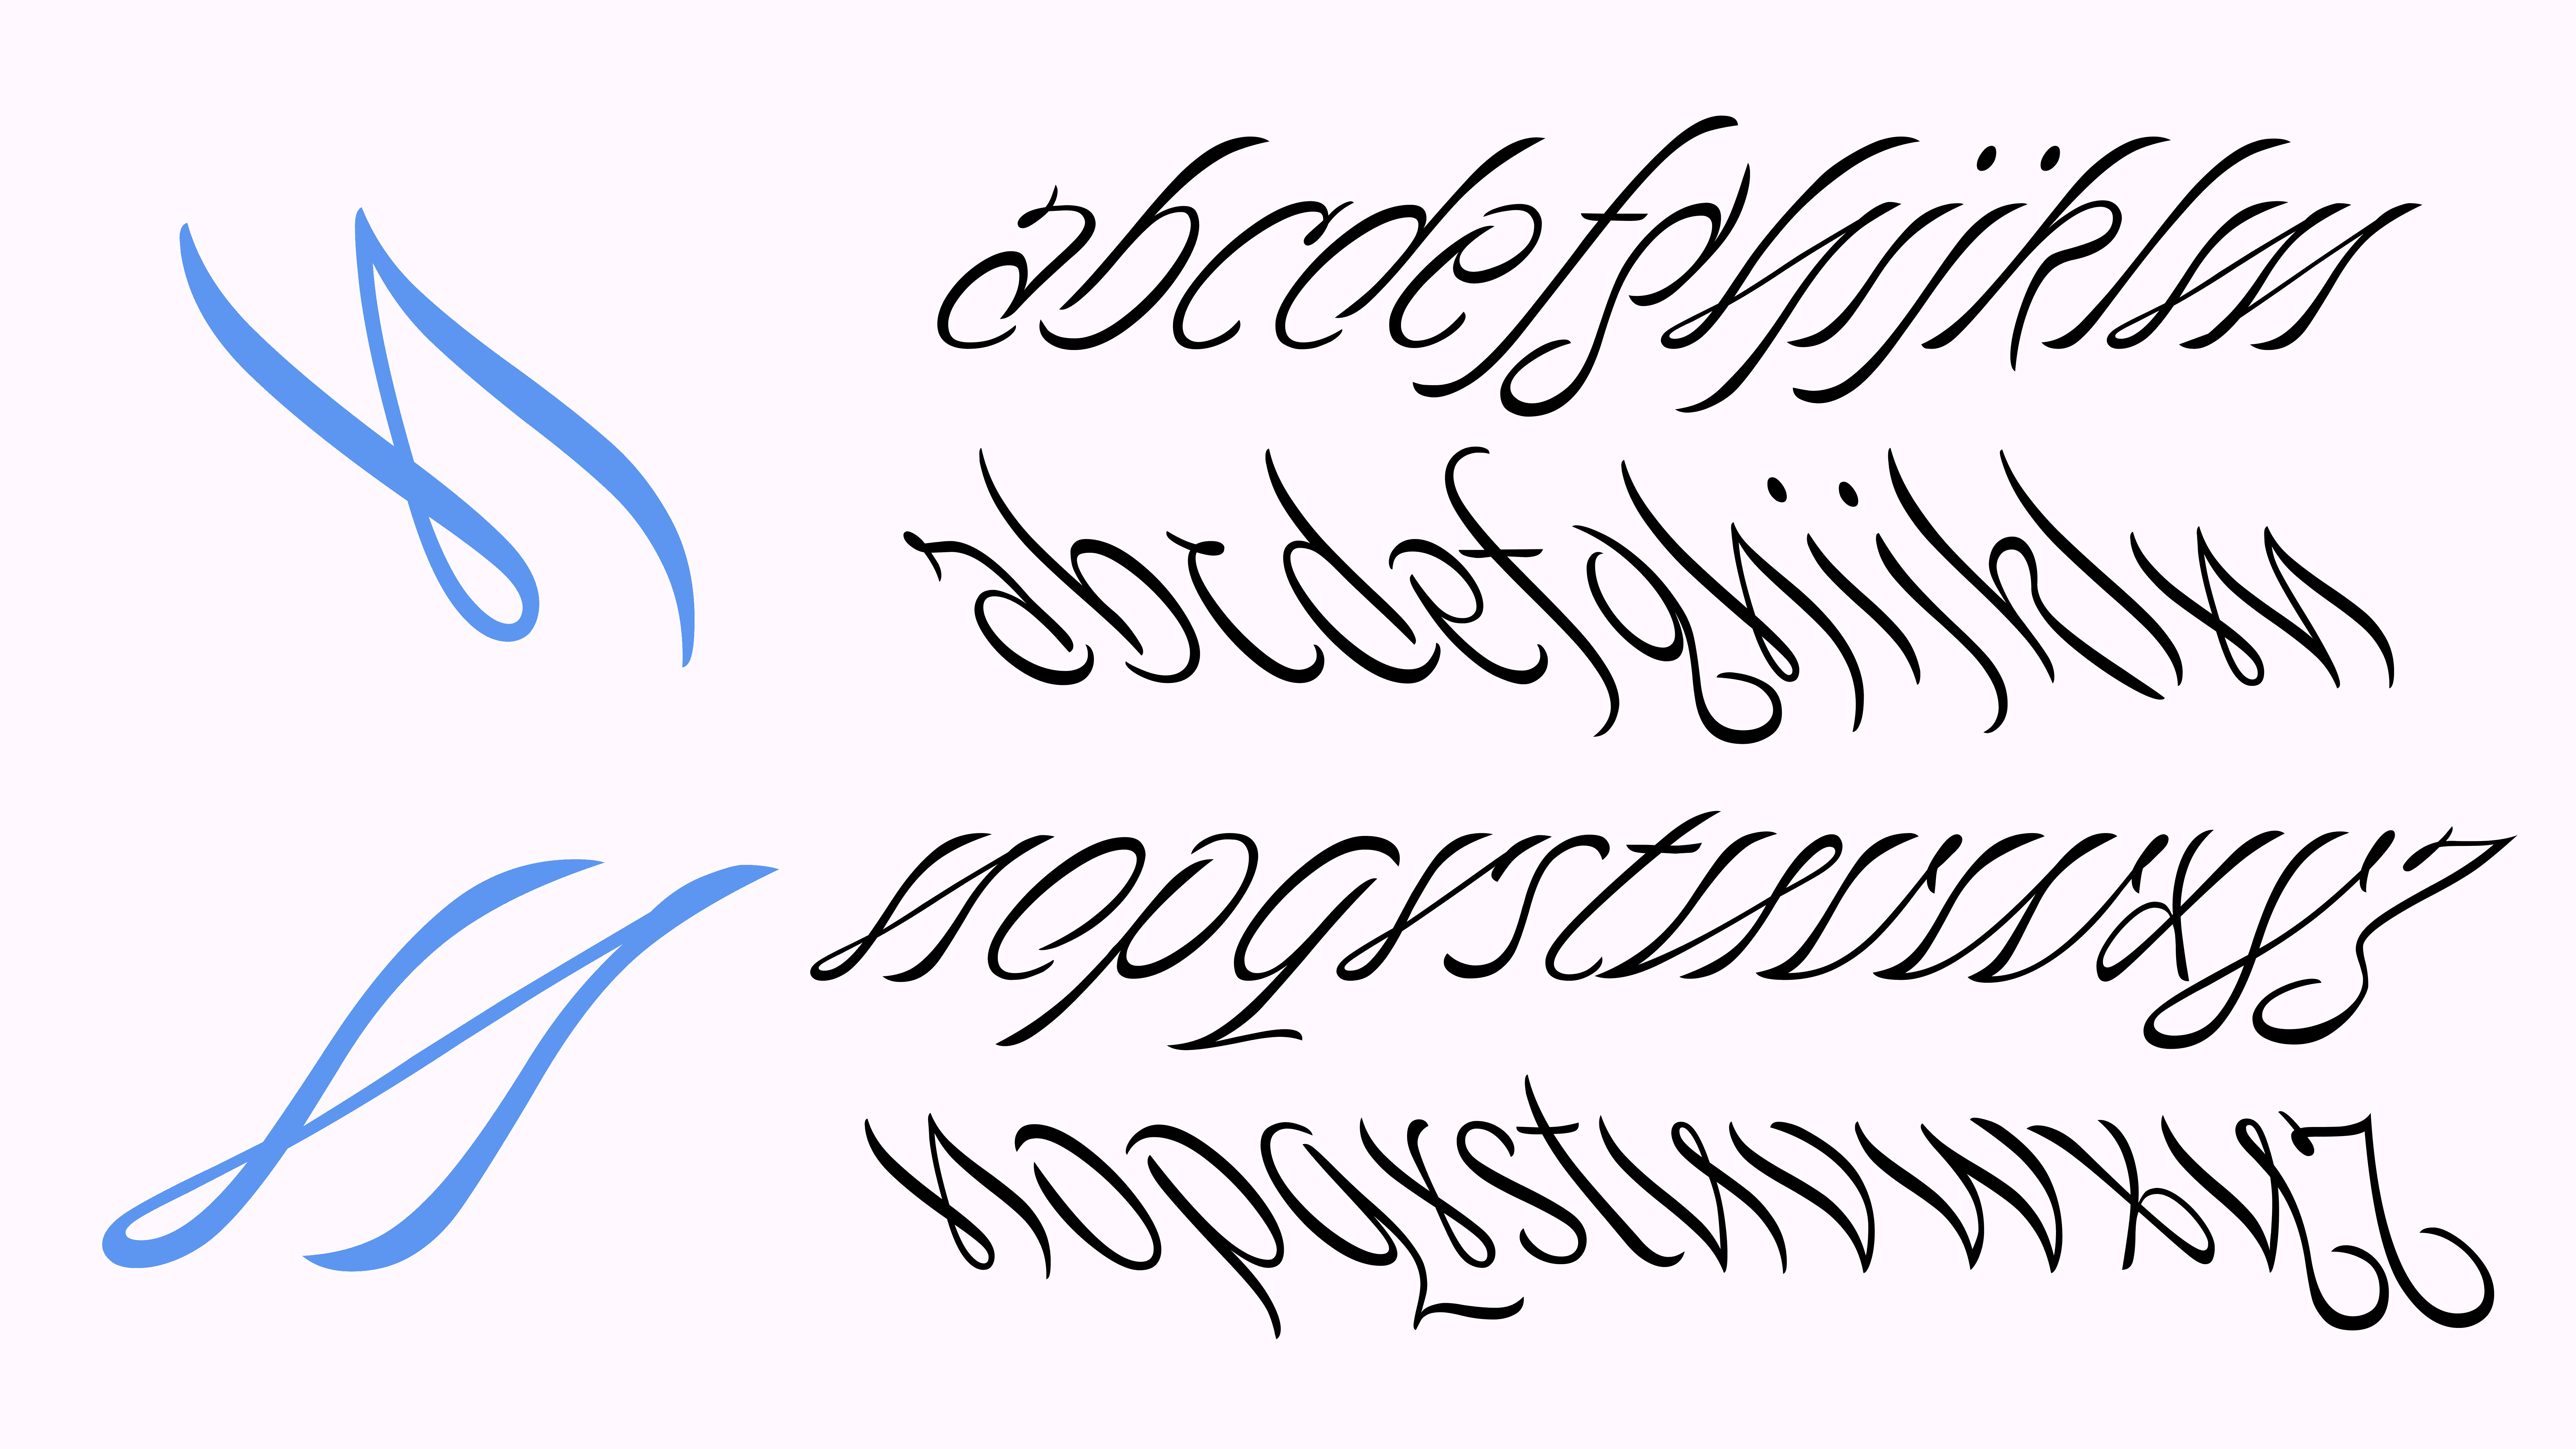 n
abcdefghijklm
abcdefghijklm
n
nopqrstuvwxyz
nopqrstuvwxyz